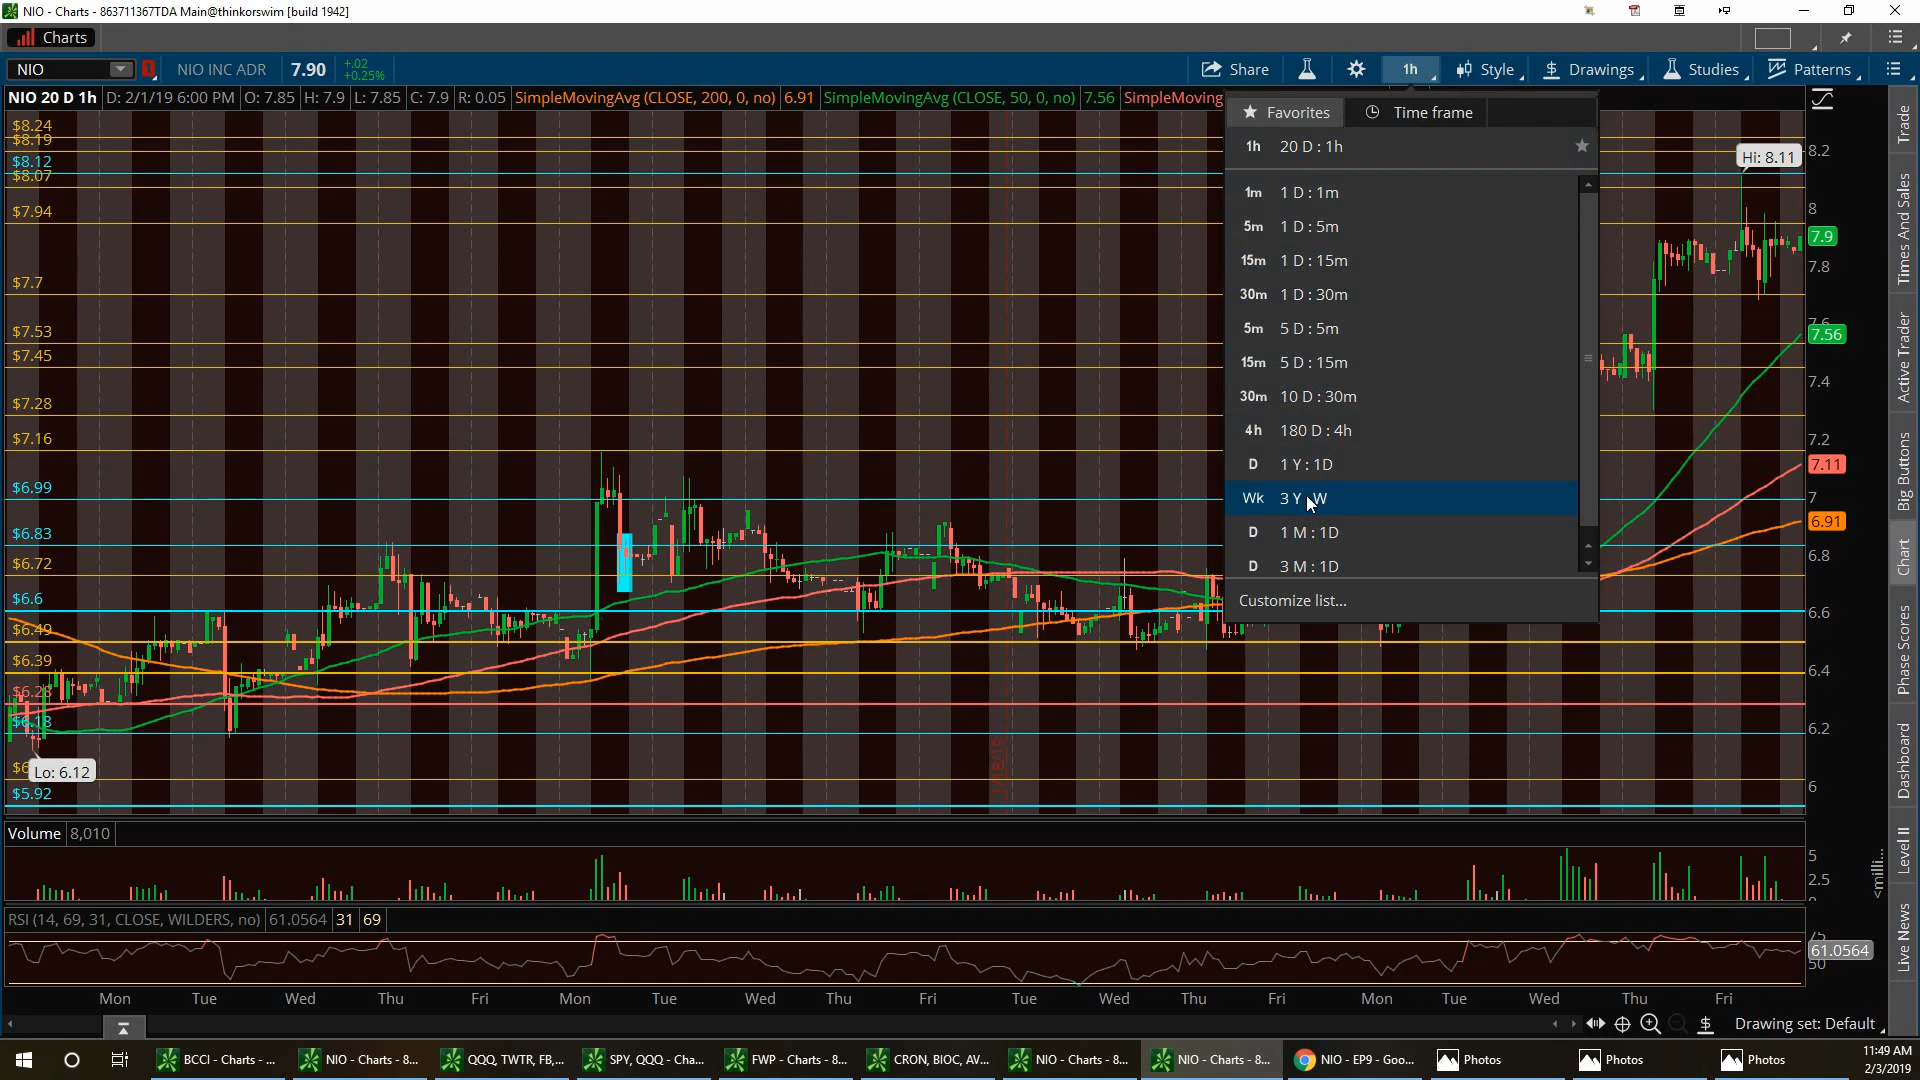 NIO - Charts - 863711367TDA Main@thinkorswim [build 1942]
Charts
NIO 1 NIO INC ADR 7.90 +.02 +0.25% Share 1h Style Drawings Studies Patterns
NIO 20 D 1h D: 2/1/19 6:00 PM O: 7.85 H: 7.9 L: 7.85 C: 7.9 R: 0.05 SimpleMovingAvg (CLOSE, 200, 0, no) 6.91 SimpleMovingAvg (CLOSE, 50, 0, no) 7.56 SimpleMoving
Favorites Time frame
1h 20 D : 1h
1m 1 D : 1m
5m 1 D : 5m
15m 1 D : 15m
30m 1 D : 30m
5m 5 D : 5m
15m 5 D : 15m
30m 10 D : 30m
4h 180 D : 4h
D 1 Y : 1D
Wk 3 Y W
D 1 M : 1D
D 3 M : 1D
Customize list...
$8.24
$8.19
$8.12
$8.07
$7.94
$7.7
$7.53
$7.45
$7.28
$7.16
$6.99
$6.83
$6.72
$6.6
$6.49
$6.39
$6.28
$6.18
$5.92
Lo: 6.12
Hi: 8.11
1/18/19
8.2
8
7.9
7.8
7.6
7.56
7.4
7.2
7.11
7
6.91
6.8
6.6
6.4
6.2
6
Trade
Times And Sales
Active Trader
Big Buttons
Chart
Phase Scores
Dashboard
Level II
Live News
Volume 8,010
5
2.5
0
<milli...
RSI (14, 69, 31, CLOSE, WILDERS, no) 61.0564 31 69
75
61.0564
50
Mon Tue Wed Thu Fri Mon Tue Wed Thu Fri Tue Wed Thu Fri Mon Tue Wed Thu Fri
Drawing set: Default
BCCI - Charts - ... NIO - Charts - 8... QQQ, TWTR, FB,... SPY, QQQ - Cha... FWP - Charts - 8... CRON, BIOC, AV... NIO - Charts - 8... NIO - Charts - 8... NIO - EP9 - Goo... Photos Photos Photos
11:49 AM
2/3/2019